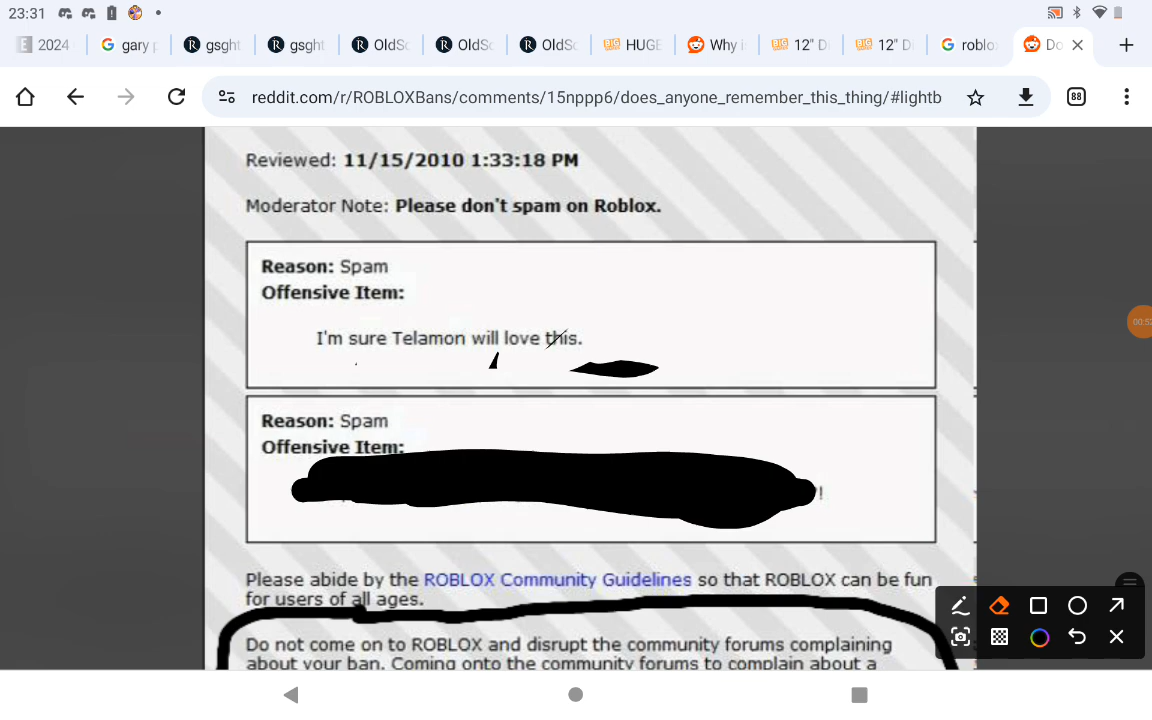 23:31
2024
gary p
gsght
gsght
OldSc
OldSc
OldSc
HUGE
Why i
12" D
12" D
roblo
Do
reddit.com/r/ROBLOXBans/comments/15nppp6/does_anyone_remember_this_thing/#lightb
88
Reviewed: 11/15/2010 1:33:18 PM
Moderator Note: Please don't spam on Roblox.
Reason: Spam
Offensive Item:
I'm sure Telamon will love this.
Reason: Spam
Offensive Item:
!
Please abide by the ROBLOX Community Guidelines so that ROBLOX can be fun
for users of all ages.
Do not come on to ROBLOX and disrupt the community forums complaining
about your ban. Coming onto the community forums to complain about a